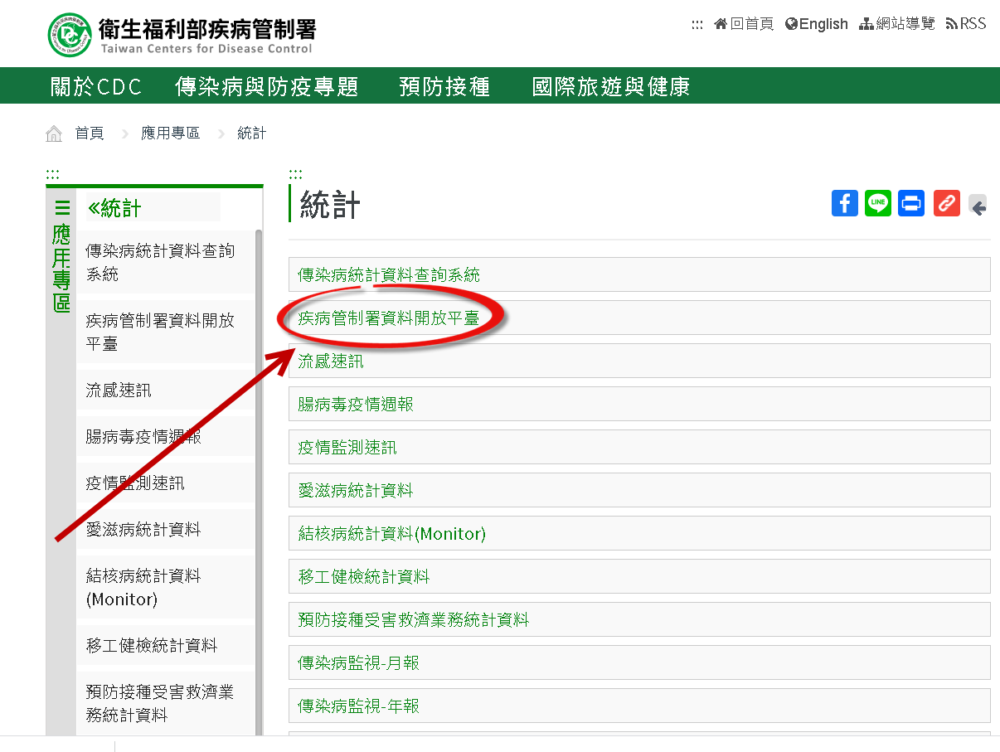 衛生福利部疾病管制署
Taiwan Centers for Disease Control
::: 回首頁 English 網站導覽 RSS
關於CDC 傳染病與防疫專題 預防接種 國際旅遊與健康
首頁 應用專區 統計
:::
應用專區
«統計
傳染病統計資料查詢
系統
疾病管制署資料開放
平臺
流感速訊
腸病毒疫情週報
疫情監測速訊
愛滋病統計資料
結核病統計資料
(Monitor)
移工健檢統計資料
預防接種受害救濟業
務統計資料
:::
統計
LINE
傳染病統計資料查詢系統
疾病管制署資料開放平臺
流感速訊
腸病毒疫情週報
疫情監測速訊
愛滋病統計資料
結核病統計資料(Monitor)
移工健檢統計資料
預防接種受害救濟業務統計資料
傳染病監視-月報
傳染病監視-年報